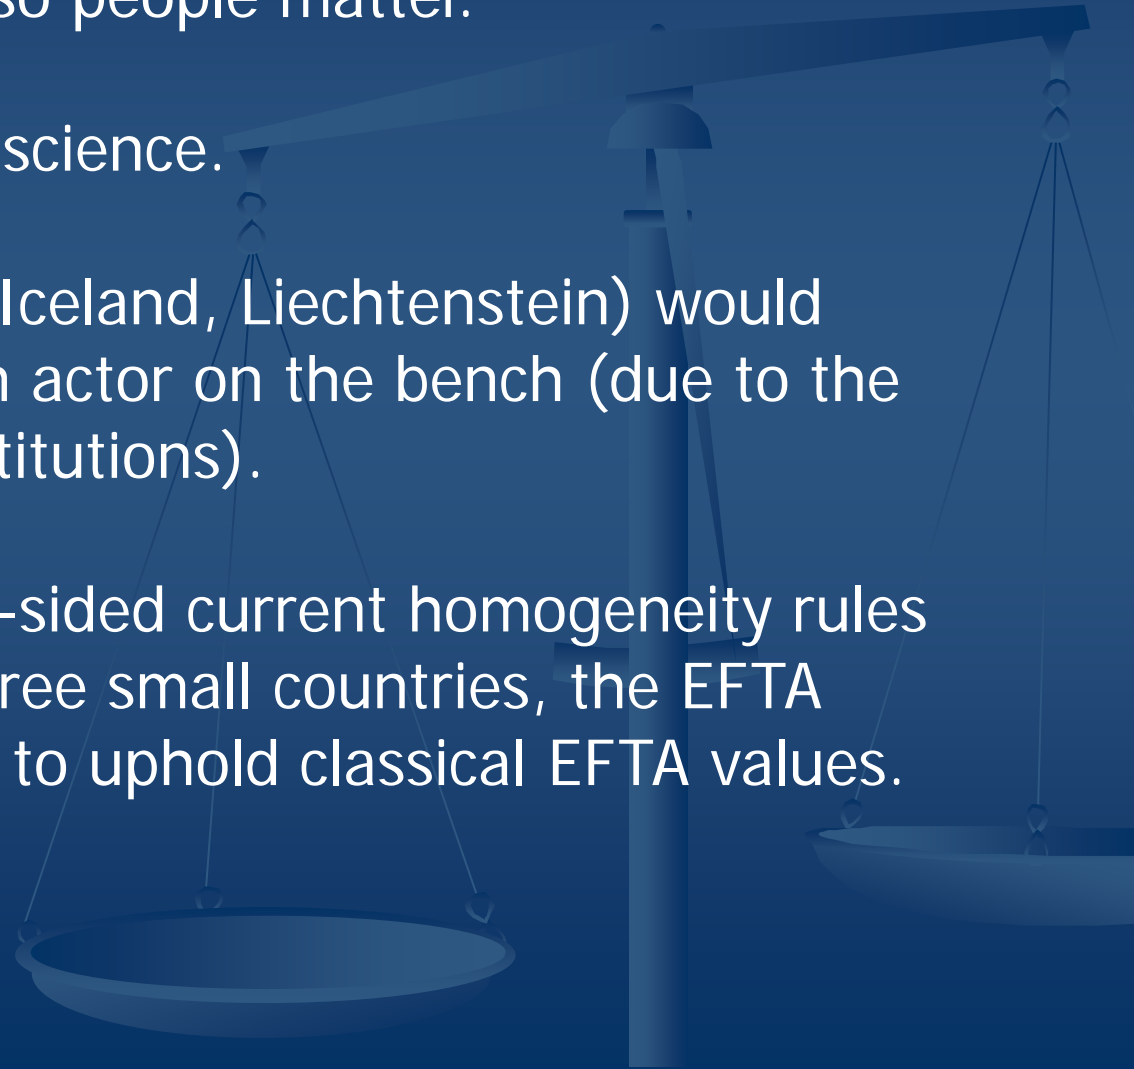 so people matter.
science.
Iceland, Liechtenstein) would
actor on the bench (due to the
titutions).
-sided current homogeneity rules
ree small countries, the EFTA
to uphold classical EFTA values.